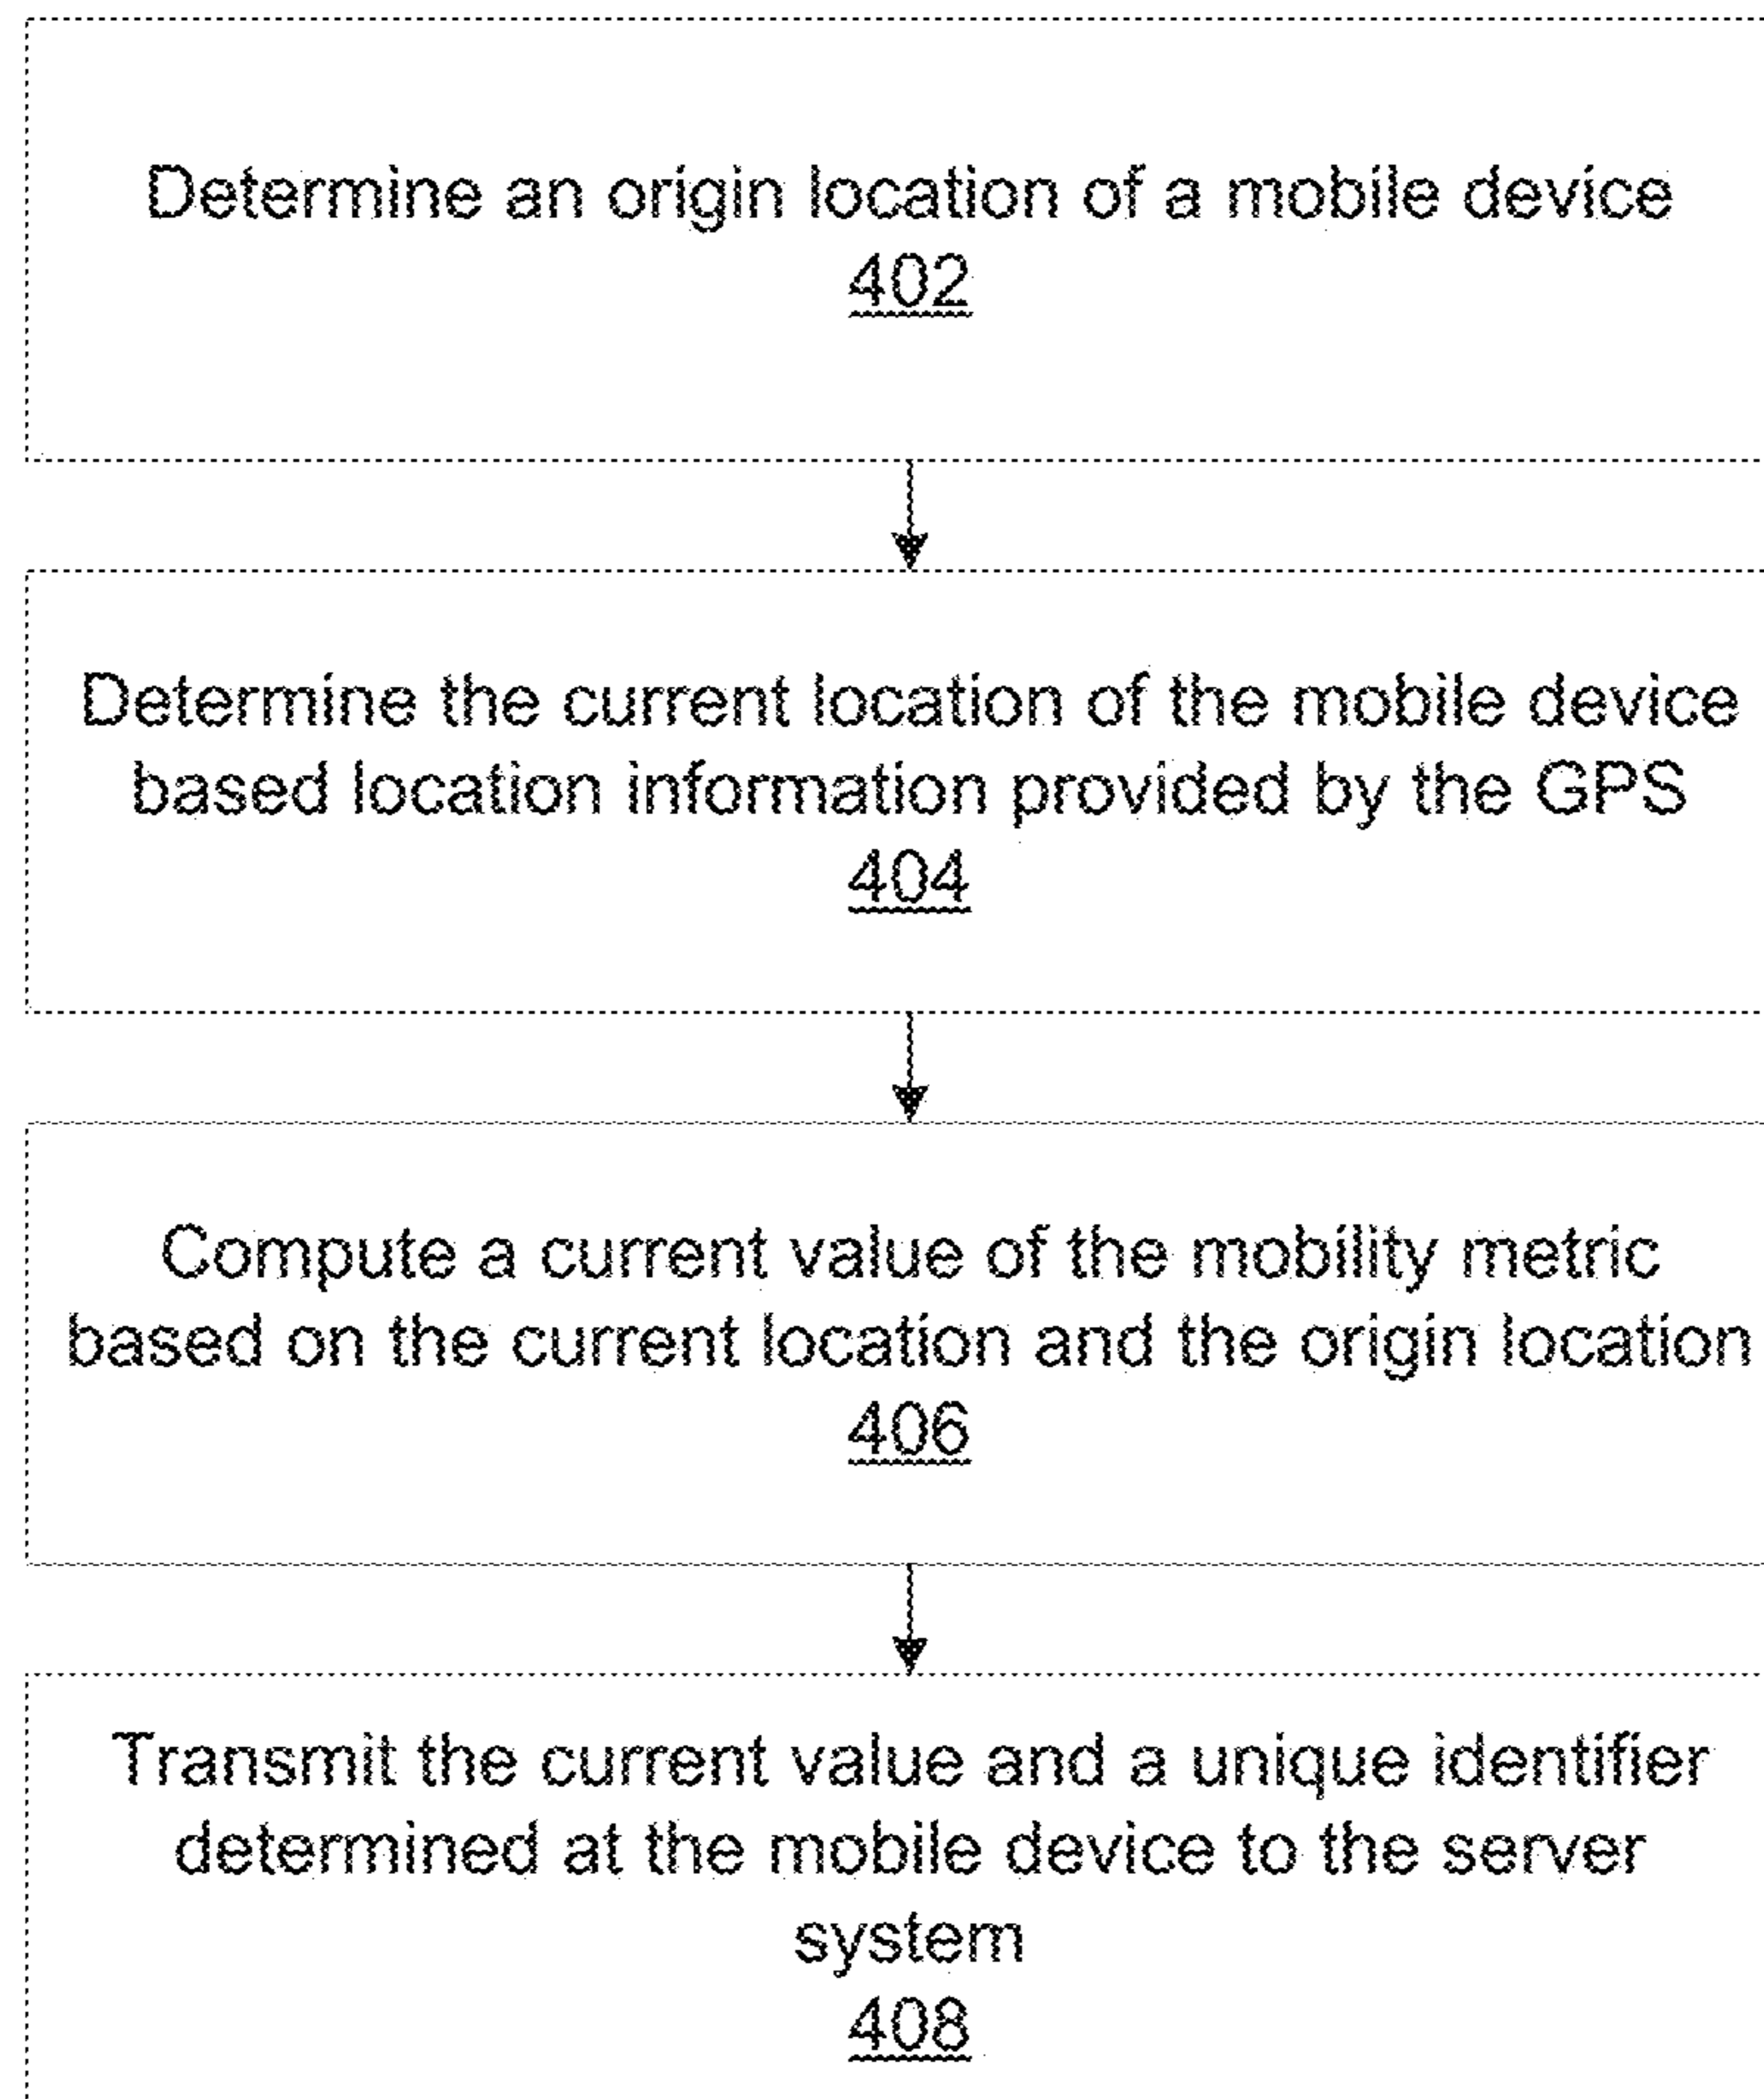 Determine an origin location of a mobile device
402
Determine the current location of the mobile device
based location information provided by the GPS
404
Compute a current value of the mobility metric
based on the current location and the origin location
406
Transmit the current value and a unique identifier
determined at the mobile device to the server
system
408